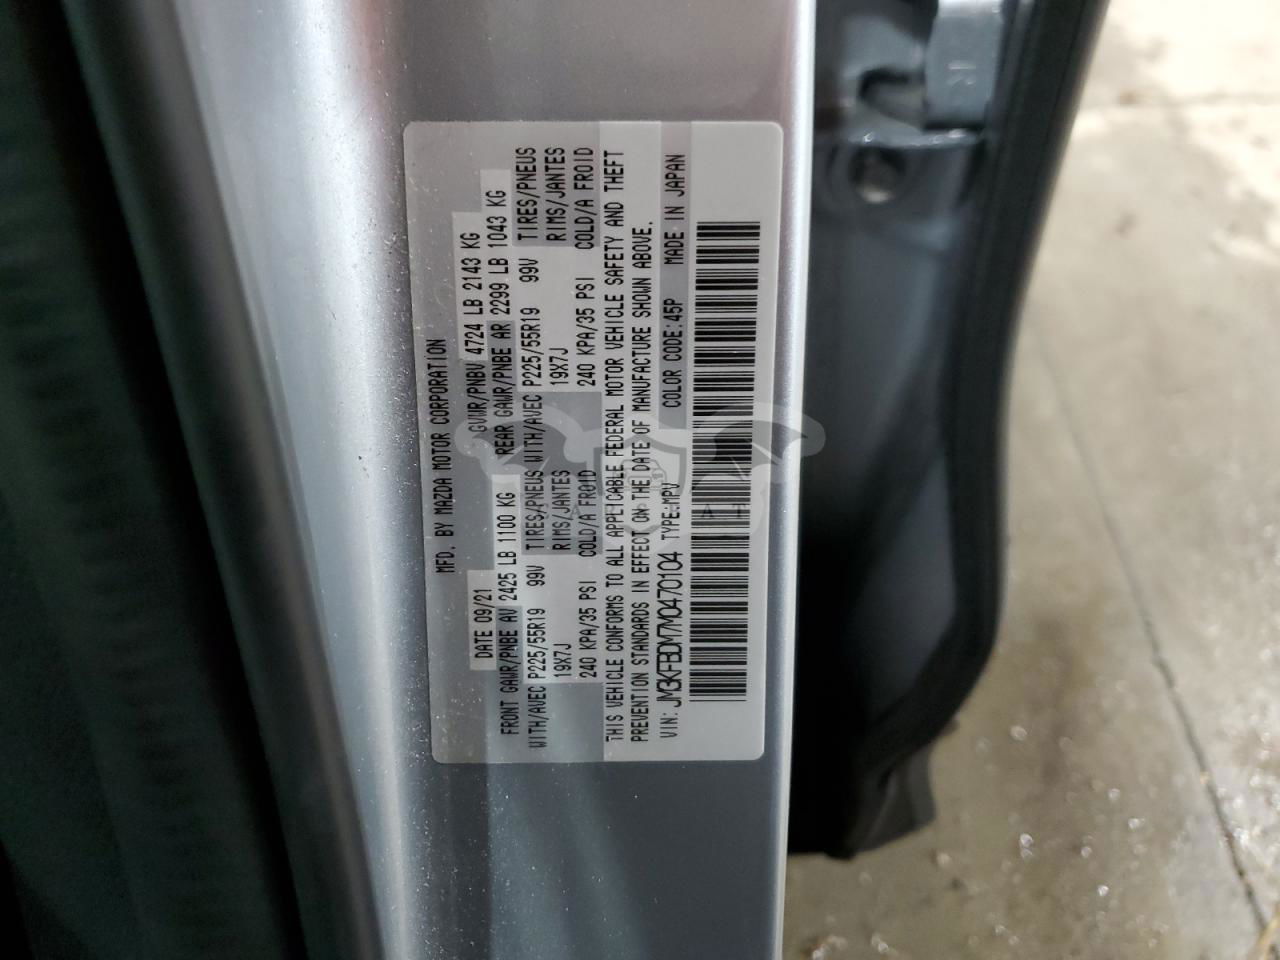 MFD. BY MAZDA MOTOR CORPORATION
DATE 09/21 GVWR/PNBV 4724 LB 2143 KG
FRONT GAWR/PNBE AV 2425 LB 1100 KG REAR GAWR/PNBE AR 2299 LB 1043 KG
WITH/AVEC P225/55R19 99V TIRES/PNEUS WITH/AVEC P225/55R19 99V TIRES/PNEUS
19X7J RIMS/JANTES 19X7J RIMS/JANTES
240 KPA/35 PSI COLD/A FROID 240 KPA/35 PSI COLD/A FROID
THIS VEHICLE CONFORMS TO ALL APPLICABLE FEDERAL MOTOR VEHICLE SAFETY AND THEFT
PREVENTION STANDARDS IN EFFECT ON THE DATE OF MANUFACTURE SHOWN ABOVE.
VIN: JM3KFBDM7M0470104 TYPE:MPV COLOR CODE:45P MADE IN JAPAN